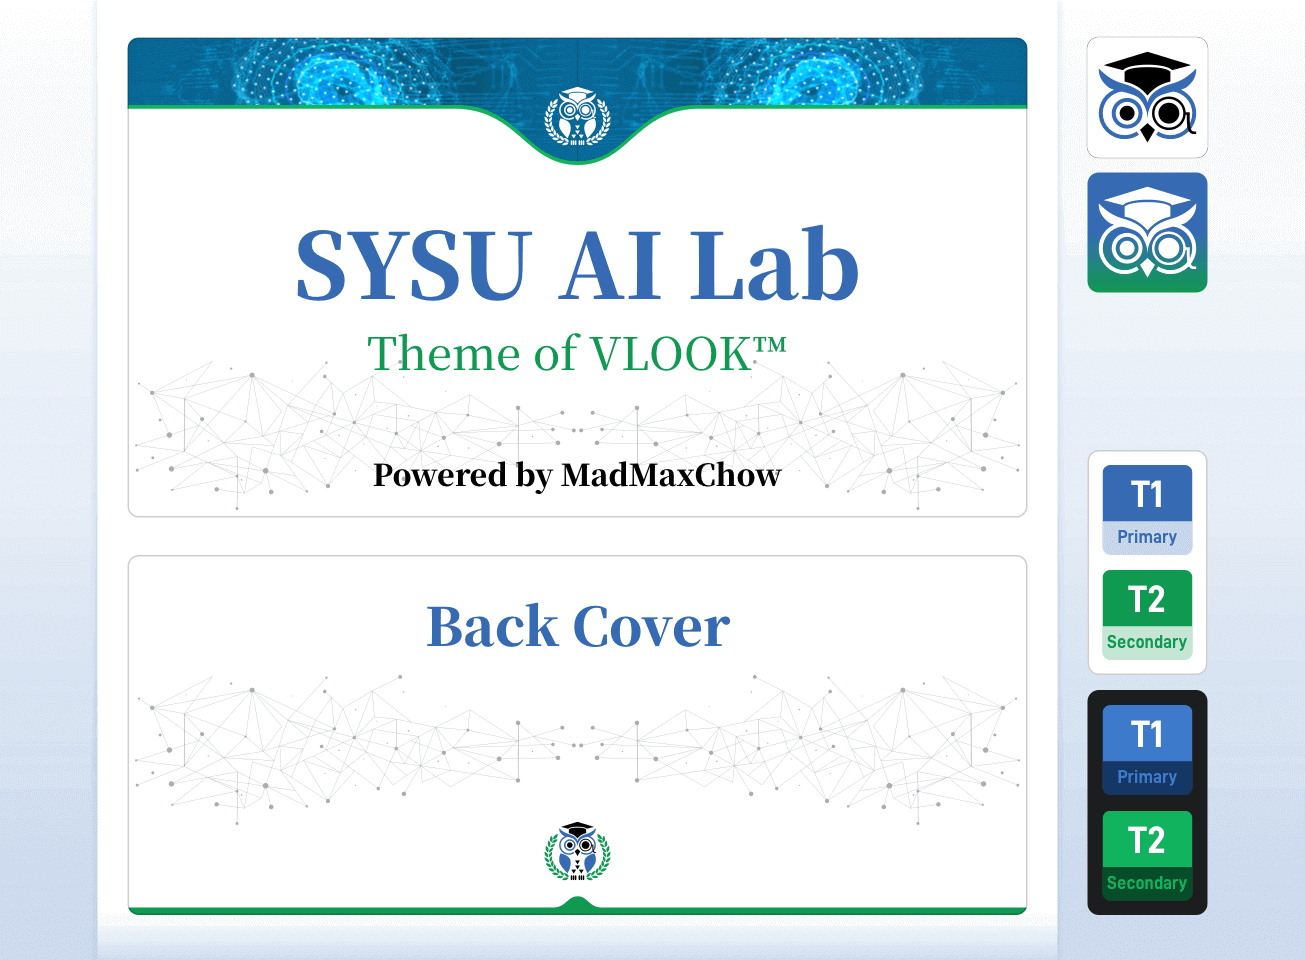 SYSU AI Lab
Theme of VLOOK™
Powered by MadMaxChow
Back Cover
T1
Primary
T2
Secondary
T1
Primary
T2
Secondary